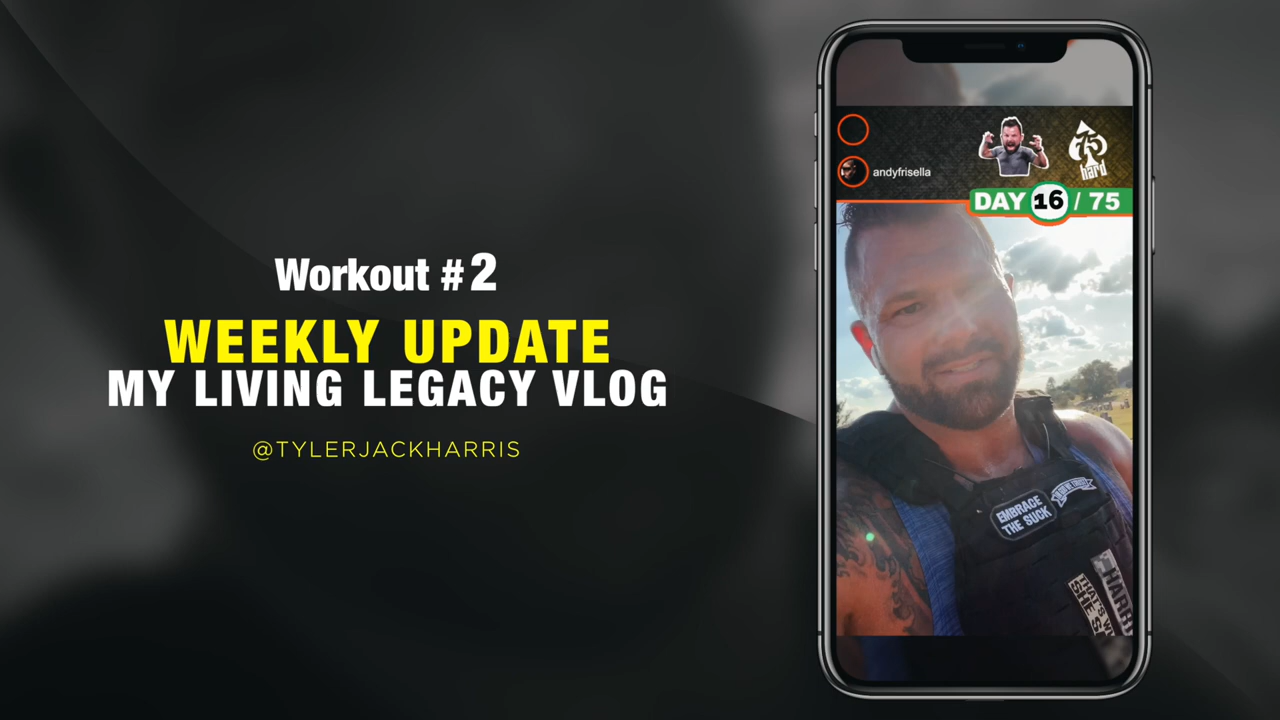 Workout #2
WEEKLY UPDATE
MY LIVING LEGACY VLOG
@TYLERJACKHARRIS
75
hard
andyfrisella
DAY 16 / 75
EMBRACE
THE SUCK